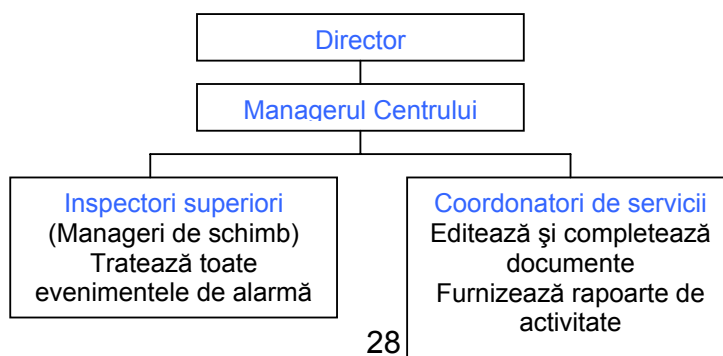 Director
Managerul Centrului
Inspectori superiori
(Manageri de schimb)
Tratează toate
evenimentele de alarmă
Coordonatori de servicii
Editează şi completează
documente
Furnizează rapoarte de
activitate
28